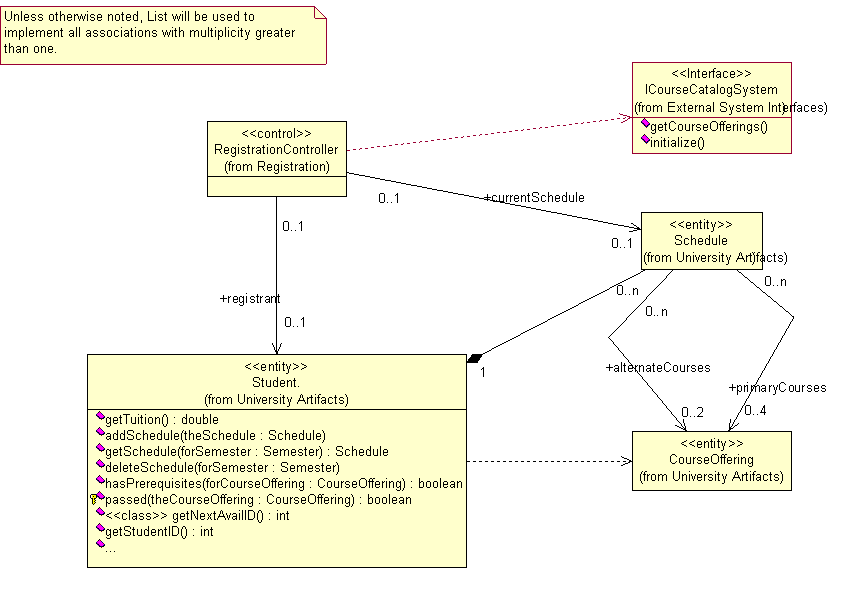 Unless otherwise noted, List will be used to
implement all associations with multiplicity greater
than one.
<<Interface>>
ICourseCatalogSystem
(from External System Interfaces)
getCourseOfferings()
initialize()
<<control>>
RegistrationController
(from Registration)
0..1
+currentSchedule
0..1
<<entity>>
Schedule
(from University Artifacts)
0..1
+registrant
0..1
0..n
0..n
0..n
1
+alternateCourses
+primaryCourses
0..2
0..4
<<entity>>
Student.
(from University Artifacts)
getTuition() : double
addSchedule(theSchedule : Schedule)
getSchedule(forSemester : Semester) : Schedule
deleteSchedule(forSemester : Semester)
hasPrerequisites(forCourseOffering : CourseOffering) : boolean
passed(theCourseOffering : CourseOffering) : boolean
<<class>> getNextAvailID() : int
getStudentID() : int
...
<<entity>>
CourseOffering
(from University Artifacts)